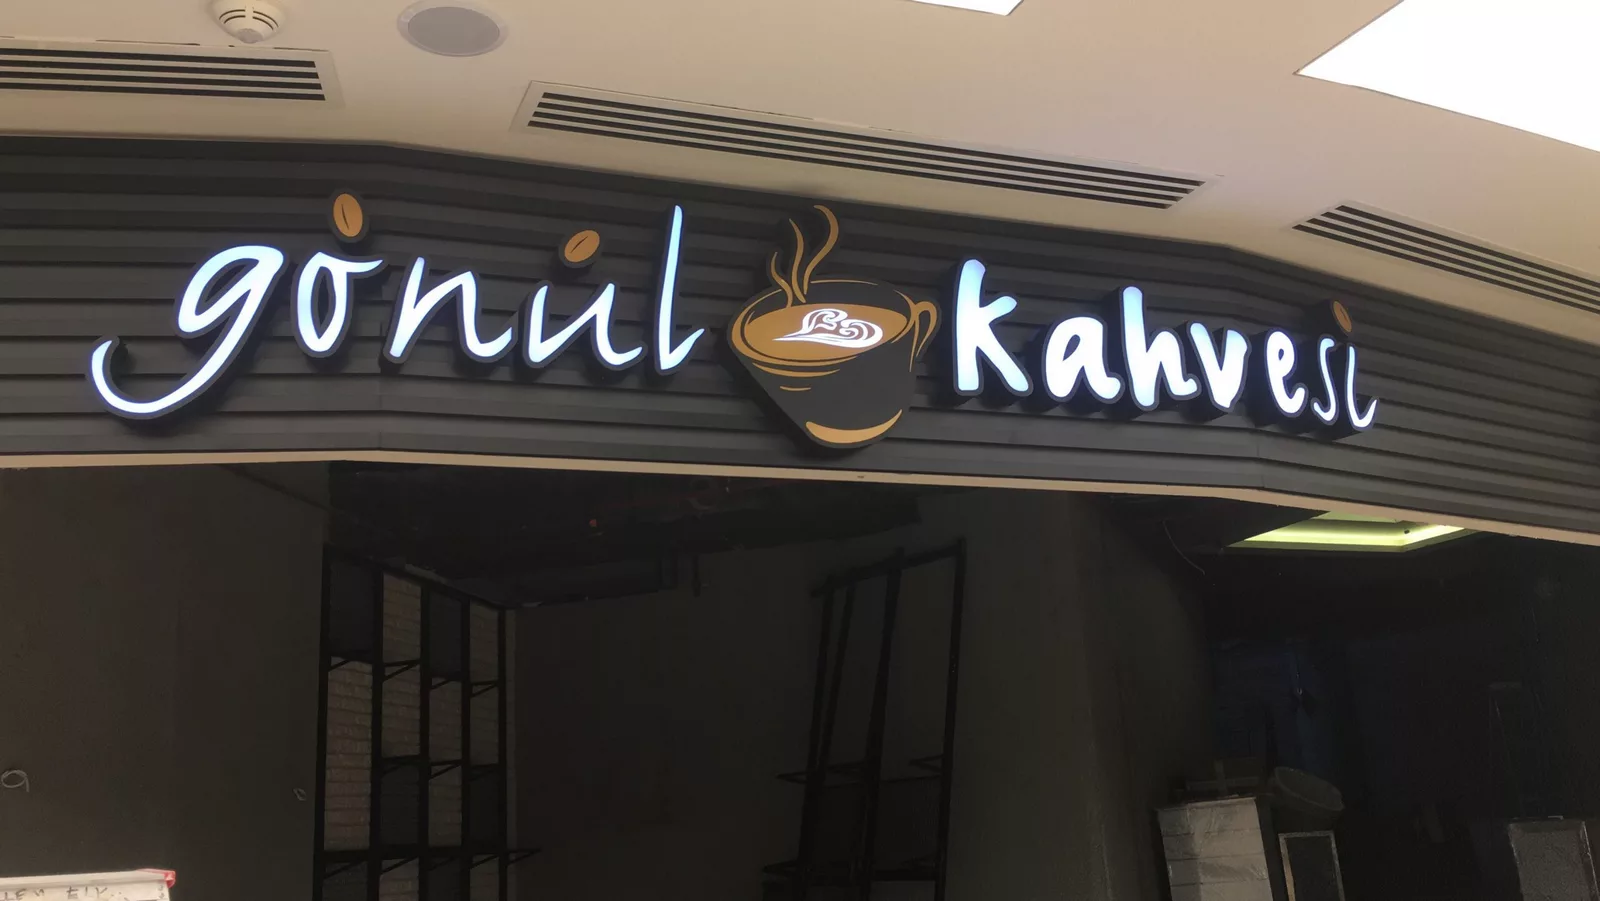 gönül kahvesi